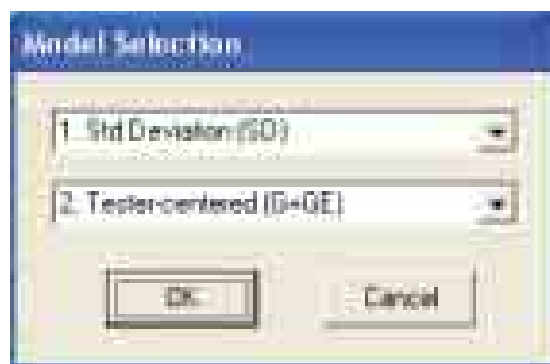 Model Selection
1. Std Deviation (SD)
2. Tester-centered (G+GE)
OK
Cancel